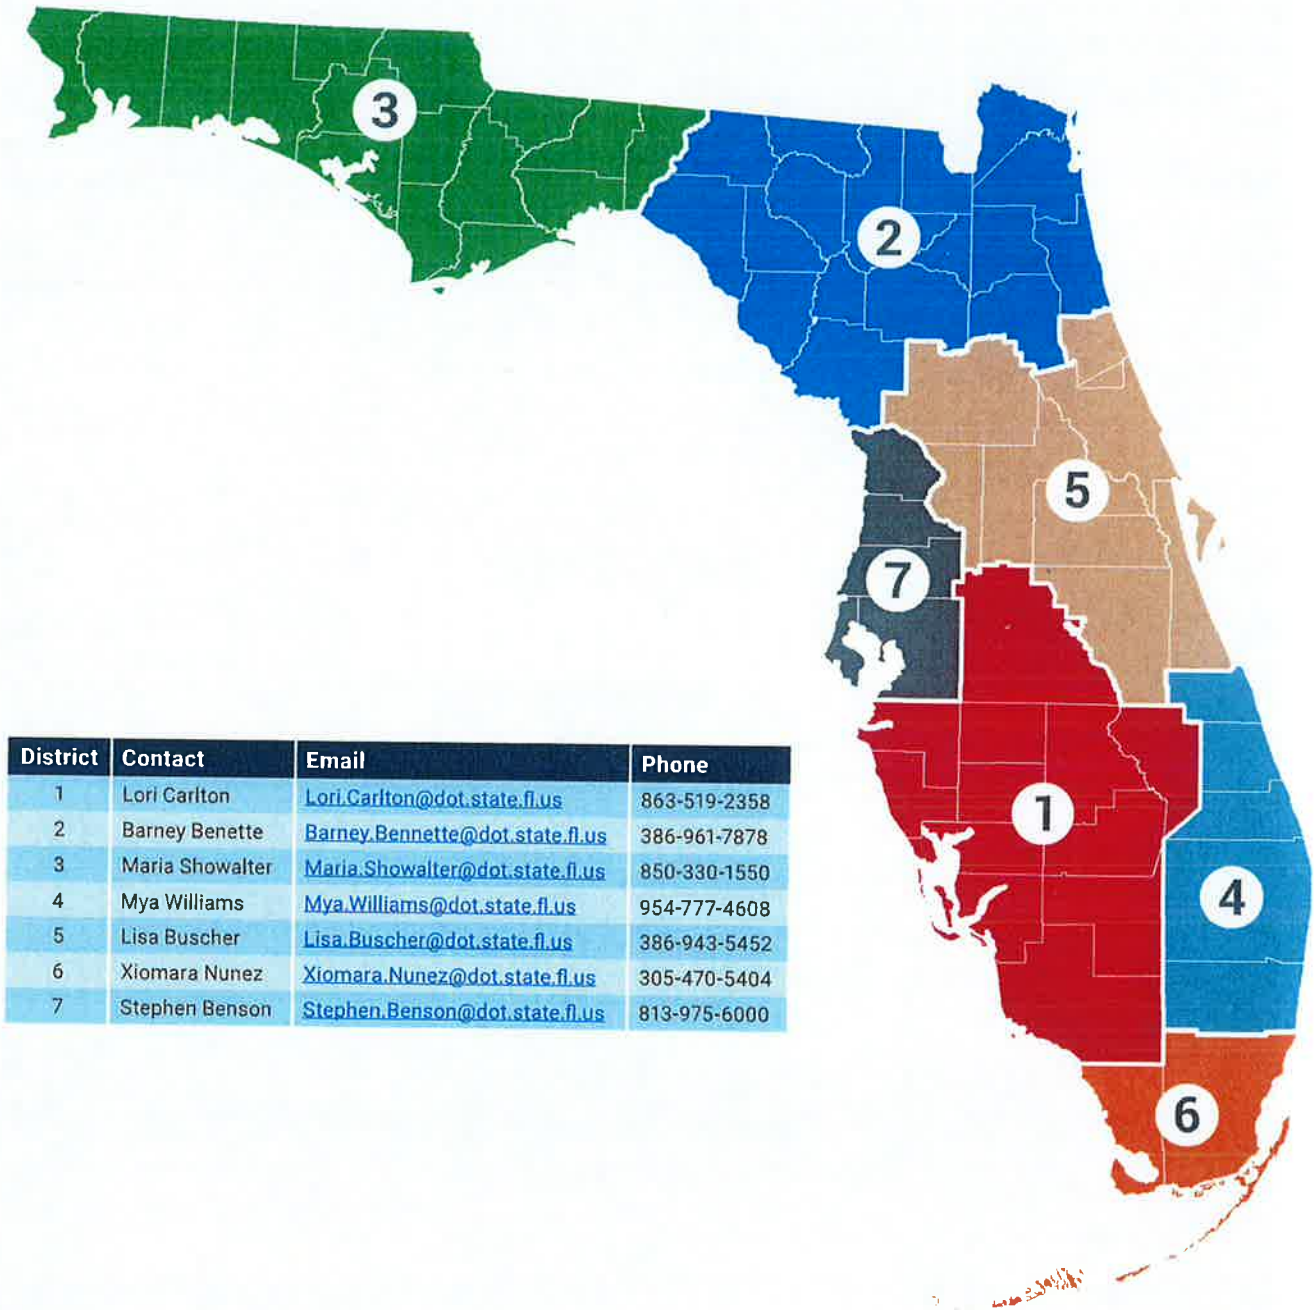 3
2
5
7
1
4
6
District Contact Email Phone
1 Lori Carlton Lori.Carlton@dot.state.fl.us 863-519-2358
2 Barney Benette Barney.Bennette@dot.state.fl.us 386-961-7878
3 Maria Showalter Maria.Showalter@dot.state.fl.us 850-330-1550
4 Mya Williams Mya.Williams@dot.state.fl.us 954-777-4608
5 Lisa Buscher Lisa.Buscher@dot.state.fl.us 386-943-5452
6 Xiomara Nunez Xiomara.Nunez@dot.state.fl.us 305-470-5404
7 Stephen Benson Stephen.Benson@dot.state.fl.us 813-975-6000